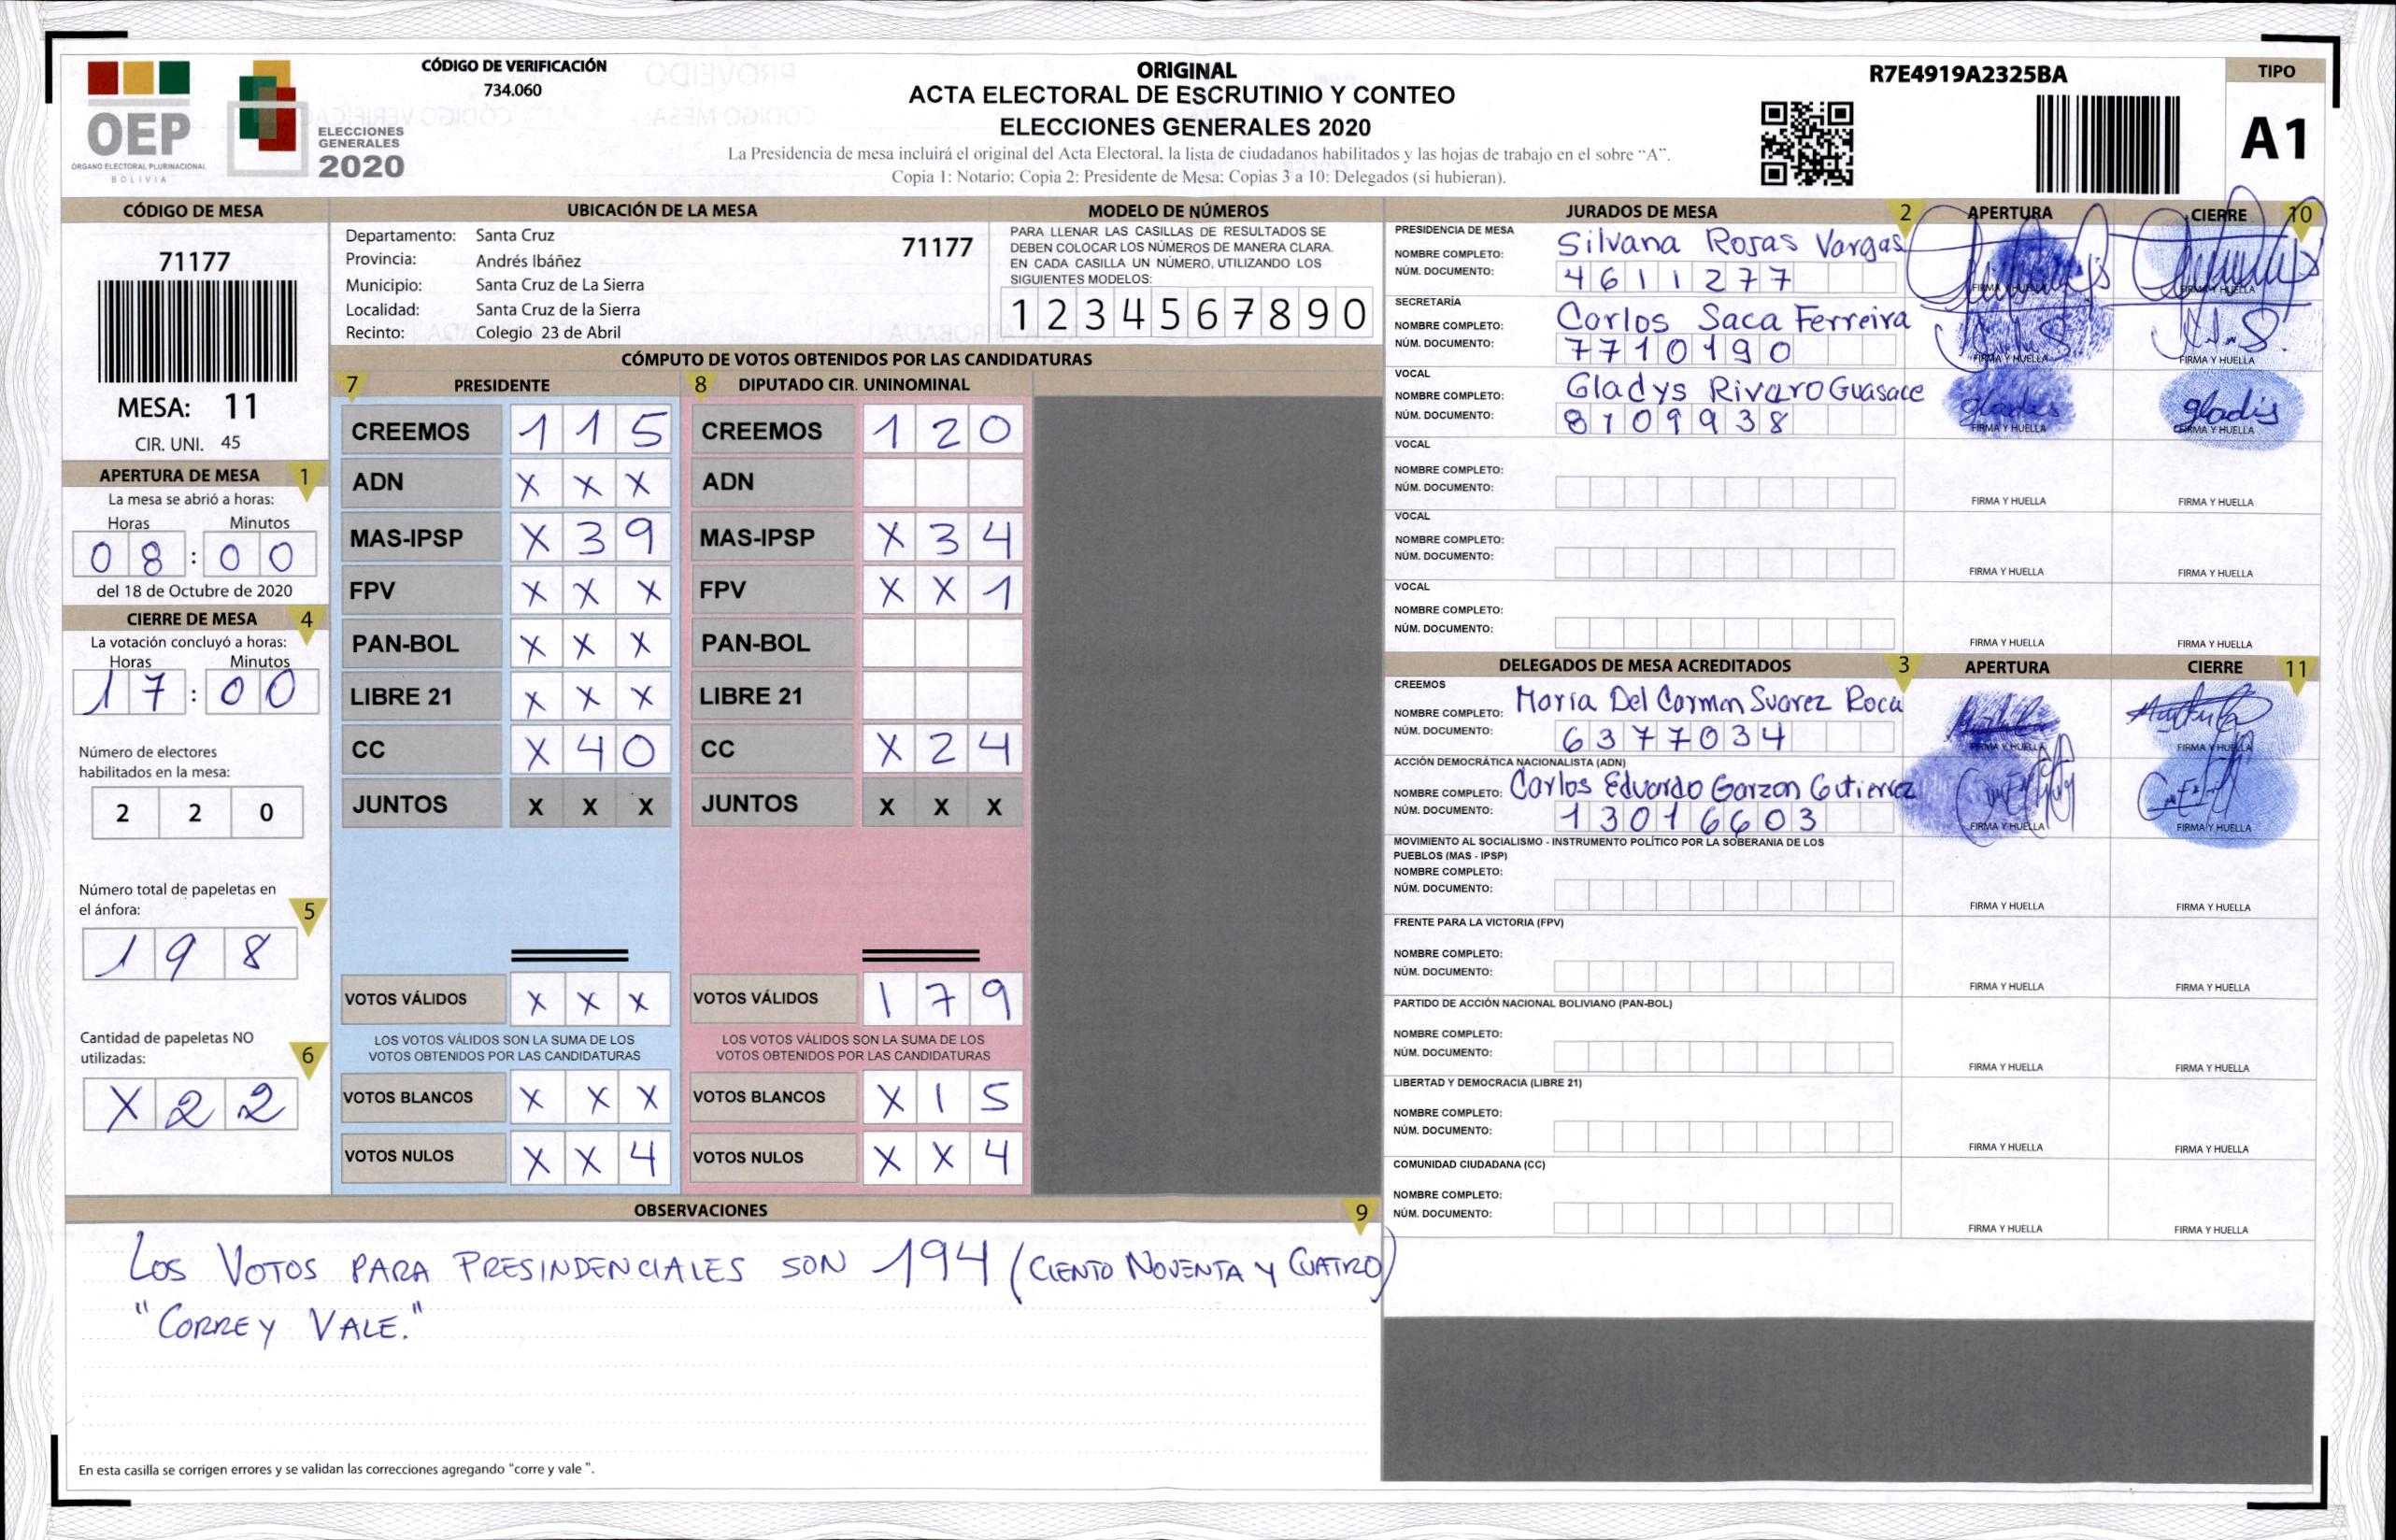 OEP
ÓRGANO ELECTORAL PLURINACIONAL
BOLIVIA
ELECCIONES
GENERALES
2020
CÓDIGO DE VERIFICACIÓN
734.060
ORIGINAL
ACTA ELECTORAL DE ESCRUTINIO Y CONTEO
ELECCIONES GENERALES 2020
La Presidencia de mesa incluirá el original del Acta Electoral, la lista de ciudadanos habilitados y las hojas de trabajo en el sobre "A".
Copia 1: Notario; Copia 2: Presidente de Mesa; Copias 3 a 10: Delegados (si hubieran).
R7E4919A2325BA
TIPO
A1
CÓDIGO DE MESA
71177
MESA: 11
CIR. UNI. 45
APERTURA DE MESA 1
La mesa se abrió a horas:
Horas Minutos
08:00
del 18 de Octubre de 2020
CIERRE DE MESA 4
La votación concluyó a horas:
Horas Minutos
17:00
Número de electores
habilitados en la mesa:
2 2 0
Número total de papeletas en
el ánfora: 5
1 9 8
Cantidad de papeletas NO
utilizadas: 6
X 2 2
UBICACIÓN DE LA MESA
Departamento: Santa Cruz 71177
Provincia: Andrés Ibáñez
Municipio: Santa Cruz de La Sierra
Localidad: Santa Cruz de la Sierra
Recinto: Colegio 23 de Abril
MODELO DE NÚMEROS
PARA LLENAR LAS CASILLAS DE RESULTADOS SE
DEBEN COLOCAR LOS NÚMEROS DE MANERA CLARA.
EN CADA CASILLA UN NÚMERO, UTILIZANDO LOS
SIGUIENTES MODELOS:
1 2 3 4 5 6 7 8 9 0
CÓMPUTO DE VOTOS OBTENIDOS POR LAS CANDIDATURAS
7 PRESIDENTE
CREEMOS 1 1 5
ADN X X X
MAS-IPSP X 3 9
FPV X X X
PAN-BOL X X X
LIBRE 21 X X X
CC X 4 0
JUNTOS X X X
VOTOS VÁLIDOS X X X
LOS VOTOS VÁLIDOS SON LA SUMA DE LOS
VOTOS OBTENIDOS POR LAS CANDIDATURAS
VOTOS BLANCOS X X X
VOTOS NULOS X X 4
8 DIPUTADO CIR. UNINOMINAL
CREEMOS 1 2 0
ADN
MAS-IPSP X 3 4
FPV X X 1
PAN-BOL
LIBRE 21
CC X 2 4
JUNTOS X X X
VOTOS VÁLIDOS 1 7 9
LOS VOTOS VÁLIDOS SON LA SUMA DE LOS
VOTOS OBTENIDOS POR LAS CANDIDATURAS
VOTOS BLANCOS X 1 5
VOTOS NULOS X X 4
OBSERVACIONES 9
LOS VOTOS PARA PRESINDENCIALES SON 194 (CIENTO NOVENTA Y CUATRO)
"CORRE Y VALE."
En esta casilla se corrigen errores y se validan las correcciones agregando "corre y vale ".
JURADOS DE MESA 2 APERTURA CIERRE 10
PRESIDENCIA DE MESA
NOMBRE COMPLETO: Silvana Rosas Vargas
NÚM. DOCUMENTO: 4611277
FIRMA Y HUELLA FIRMA Y HUELLA
SECRETARÍA
NOMBRE COMPLETO: Carlos Saca Ferreira
NÚM. DOCUMENTO: 7710190
FIRMA Y HUELLA FIRMA Y HUELLA
VOCAL
NOMBRE COMPLETO: Gladys Rivaro Guasace
NÚM. DOCUMENTO: 8109938
gladis gladis
FIRMA Y HUELLA FIRMA Y HUELLA
VOCAL
NOMBRE COMPLETO:
NÚM. DOCUMENTO:
FIRMA Y HUELLA FIRMA Y HUELLA
VOCAL
NOMBRE COMPLETO:
NÚM. DOCUMENTO:
FIRMA Y HUELLA FIRMA Y HUELLA
VOCAL
NOMBRE COMPLETO:
NÚM. DOCUMENTO:
FIRMA Y HUELLA FIRMA Y HUELLA
DELEGADOS DE MESA ACREDITADOS 3 APERTURA CIERRE 11
CREEMOS
NOMBRE COMPLETO: Maria Del Carmen Suarez Roca
NÚM. DOCUMENTO: 6377034
FIRMA Y HUELLA FIRMA Y HUELLA
ACCIÓN DEMOCRÁTICA NACIONALISTA (ADN)
NOMBRE COMPLETO: Carlos Eduardo Garzon Gutierrez
NÚM. DOCUMENTO: 13016603
FIRMA Y HUELLA FIRMA Y HUELLA
MOVIMIENTO AL SOCIALISMO - INSTRUMENTO POLÍTICO POR LA SOBERANIA DE LOS
PUEBLOS (MAS - IPSP)
NOMBRE COMPLETO:
NÚM. DOCUMENTO:
FIRMA Y HUELLA FIRMA Y HUELLA
FRENTE PARA LA VICTORIA (FPV)
NOMBRE COMPLETO:
NÚM. DOCUMENTO:
FIRMA Y HUELLA FIRMA Y HUELLA
PARTIDO DE ACCIÓN NACIONAL BOLIVIANO (PAN-BOL)
NOMBRE COMPLETO:
NÚM. DOCUMENTO:
FIRMA Y HUELLA FIRMA Y HUELLA
LIBERTAD Y DEMOCRACIA (LIBRE 21)
NOMBRE COMPLETO:
NÚM. DOCUMENTO:
FIRMA Y HUELLA FIRMA Y HUELLA
COMUNIDAD CIUDADANA (CC)
NOMBRE COMPLETO:
NÚM. DOCUMENTO:
FIRMA Y HUELLA FIRMA Y HUELLA